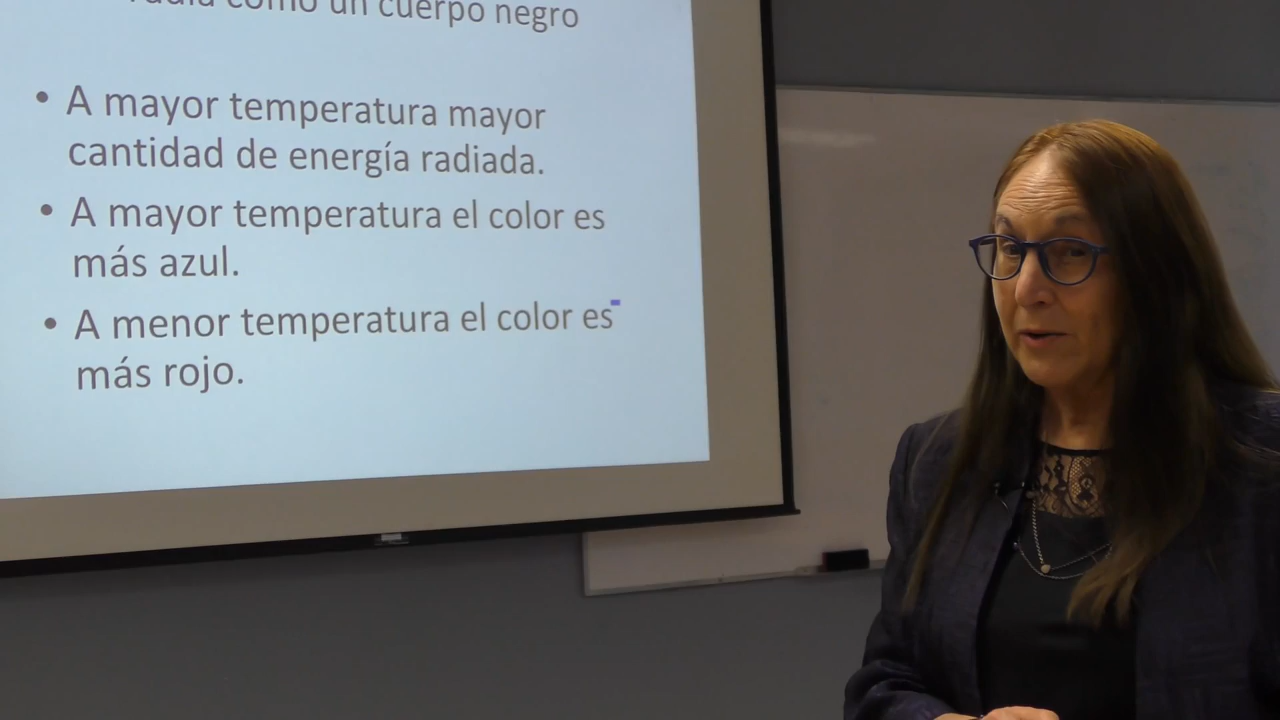 radia como un cuerpo negro
• A mayor temperatura mayor
cantidad de energía radiada.
• A mayor temperatura el color es
más azul.
• A menor temperatura el color es
más rojo.